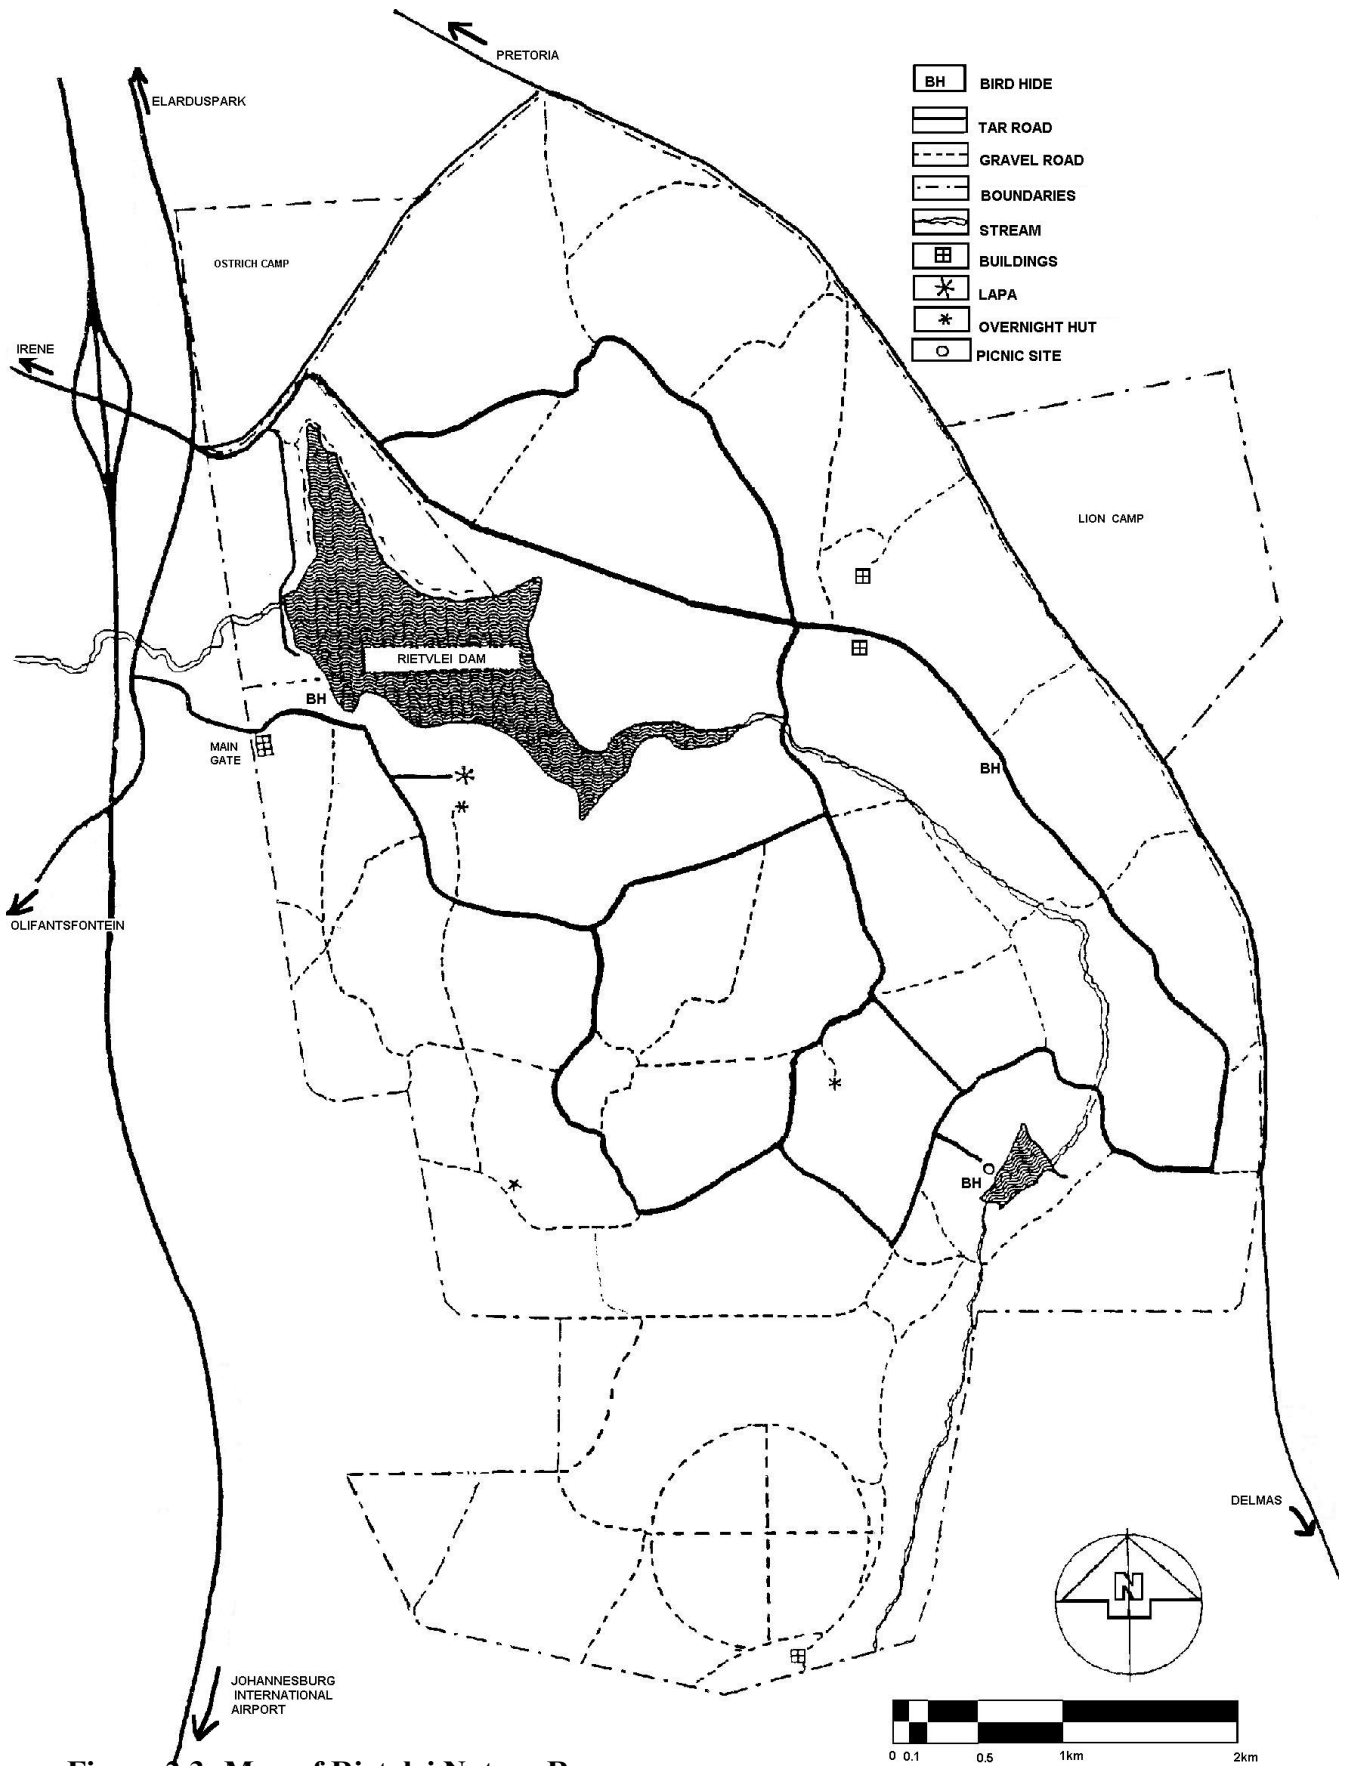 PRETORIA
ELARDUSPARK
BH BIRD HIDE
TAR ROAD
GRAVEL ROAD
BOUNDARIES
STREAM
BUILDINGS
LAPA
OVERNIGHT HUT
PICNIC SITE
OSTRICH CAMP
IRENE
LION CAMP
RIETVLEI DAM
BH
MAIN
GATE
BH
OLIFANTSFONTEIN
BH
DELMAS
N
JOHANNESBURG
INTERNATIONAL
AIRPORT
0 0.1 0.5 1km 2km